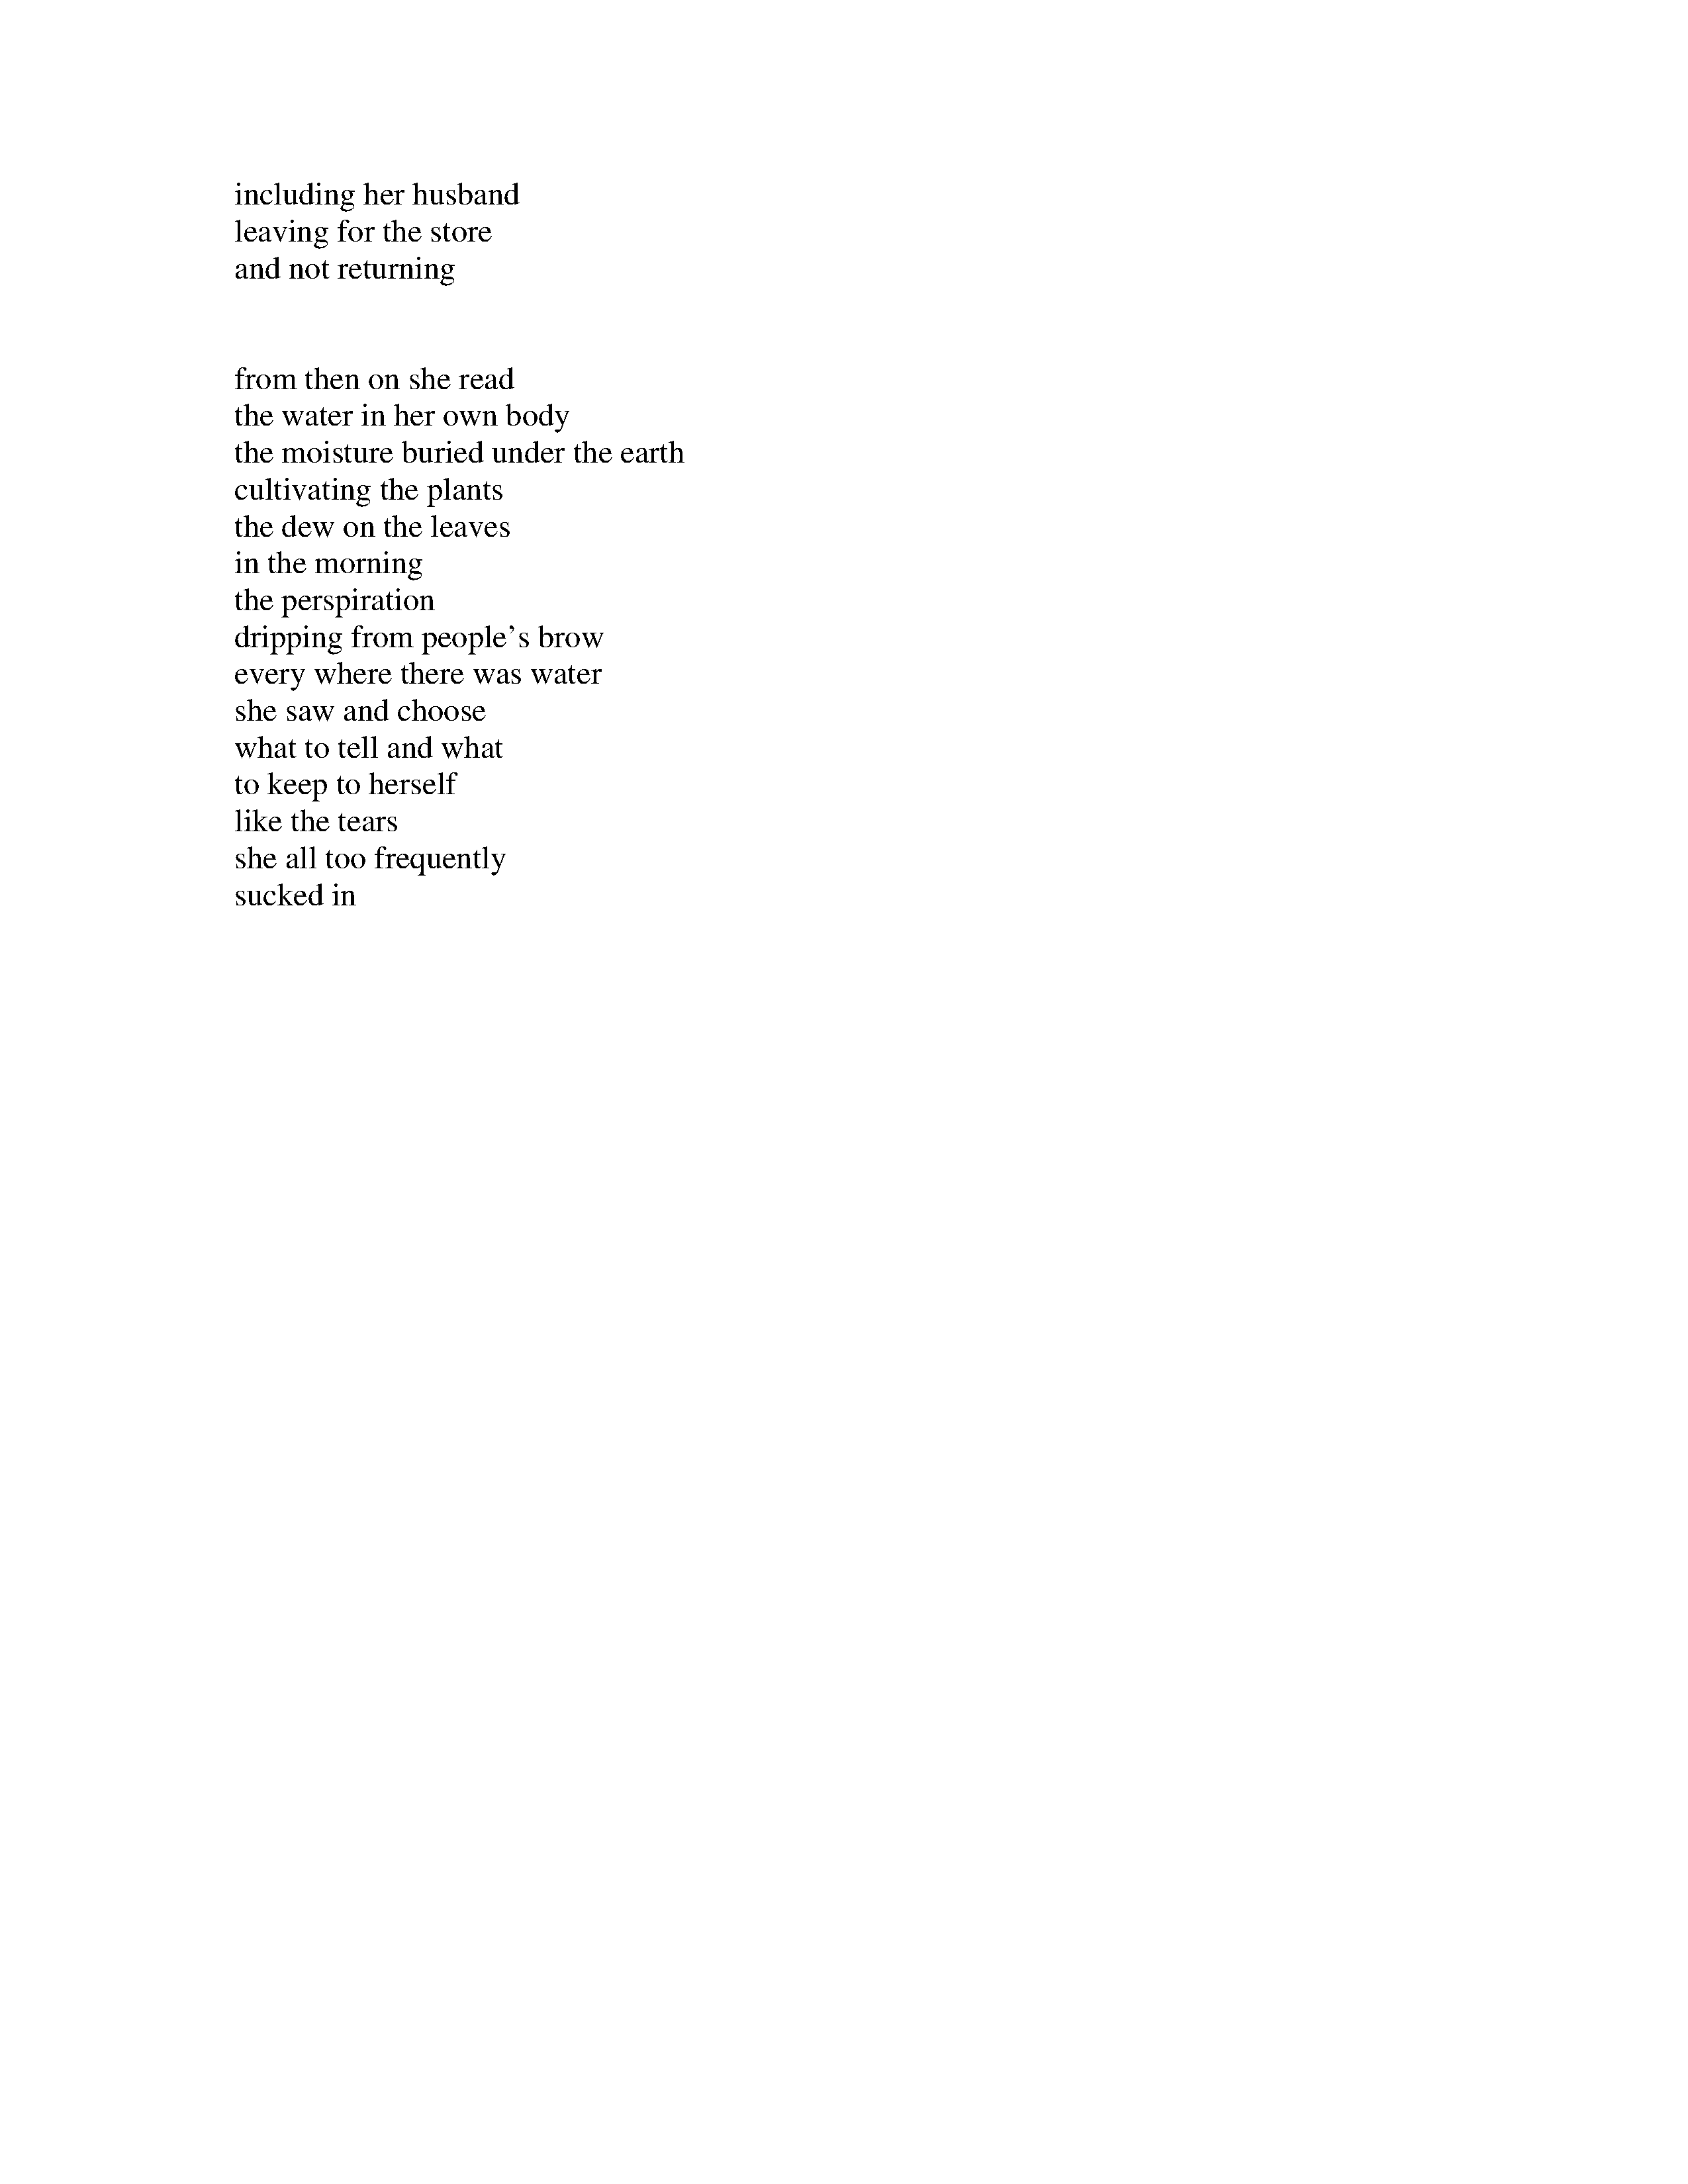 including her husband
leaving for the store
and not returning
from then on she read
the water in her own body
the moisture buried under the earth
cultivating the plants
the dew on the leaves
in the morning
the perspiration
dripping from people’s brow
every where there was water
she saw and choose
what to tell and what
to keep to herself
like the tears
she all too frequently
sucked in